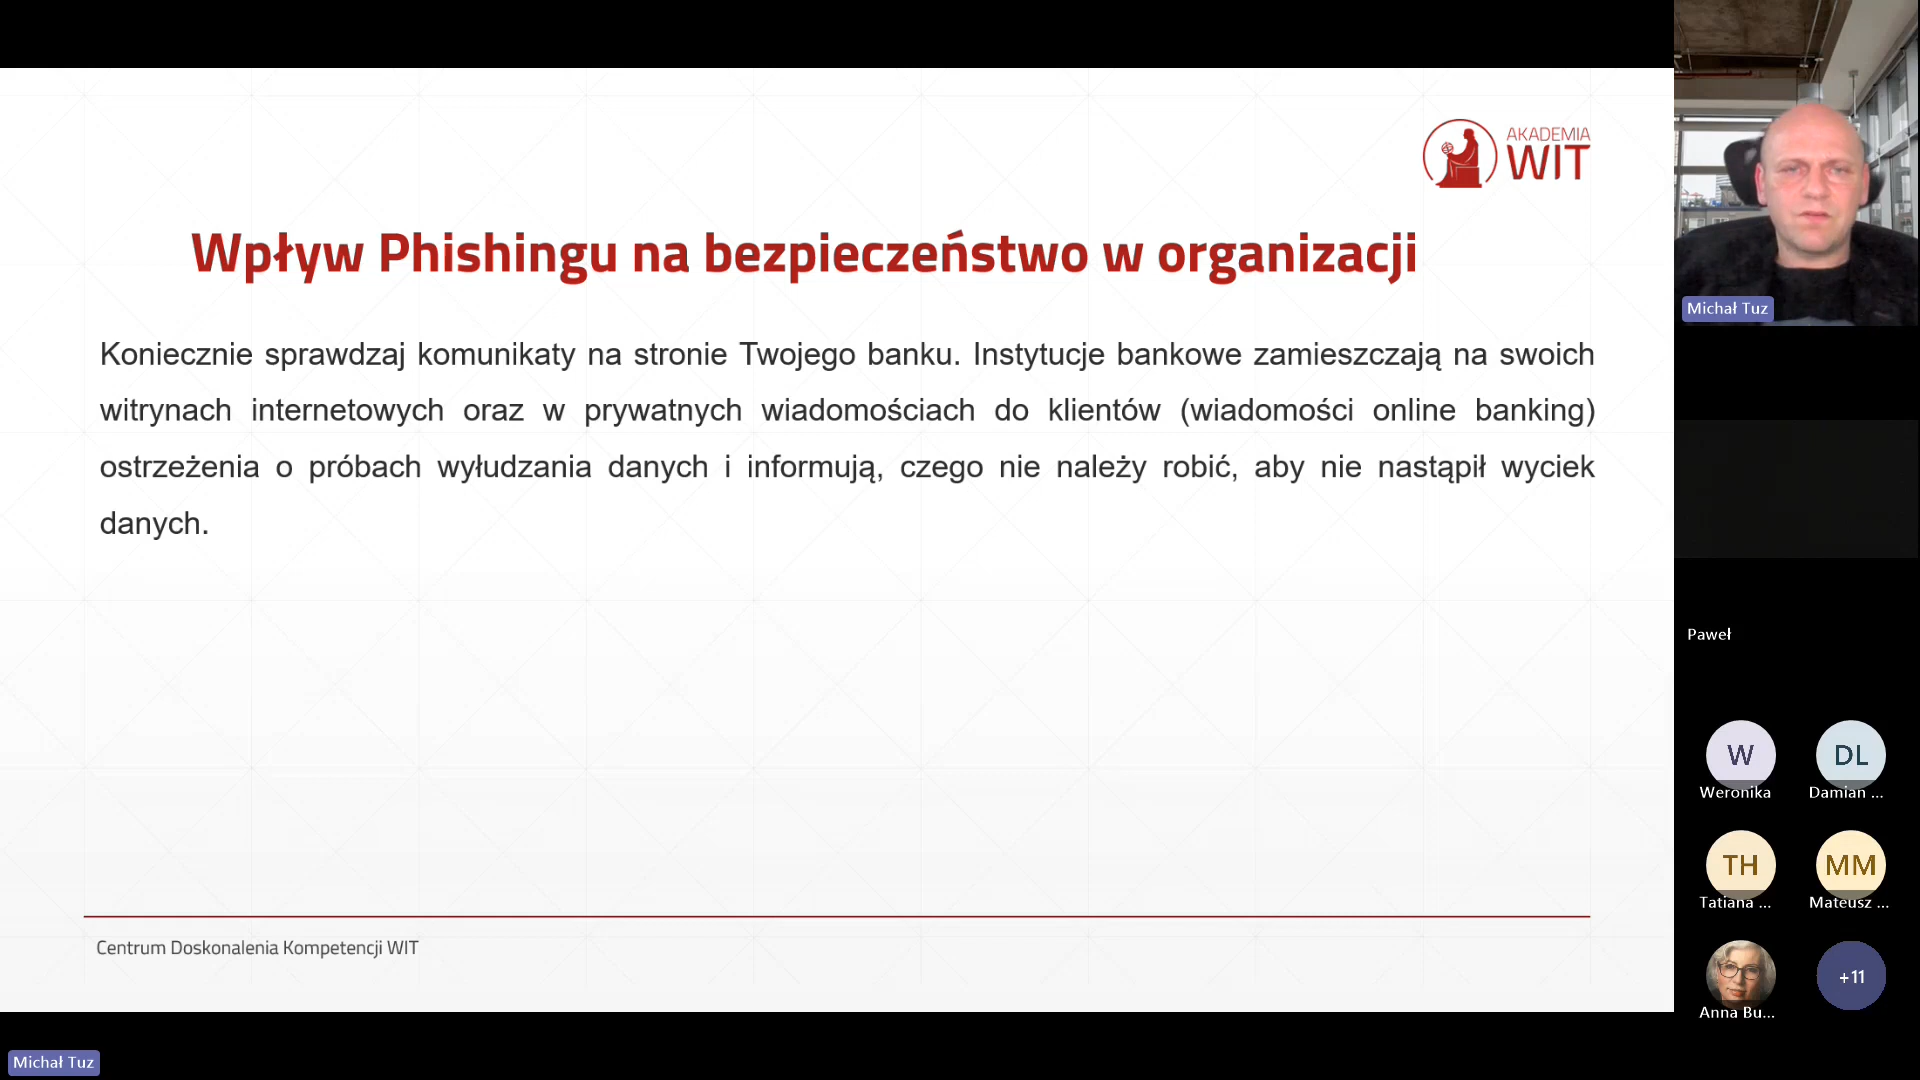 AKADEMIA
WIT
Wpływ Phishingu na bezpieczeństwo w organizacji
Koniecznie sprawdzaj komunikaty na stronie Twojego banku. Instytucje bankowe zamieszczają na swoich
witrynach internetowych oraz w prywatnych wiadomościach do klientów (wiadomości online banking)
ostrzeżenia o próbach wyłudzania danych i informują, czego nie należy robić, aby nie nastąpił wyciek
danych.
Centrum Doskonalenia Kompetencji WIT
Michał Tuz
Michał Tuz
Paweł
W
DL
Weronika
Damian ...
TH
MM
Tatiana ...
Mateusz ...
+11
Anna Bu...